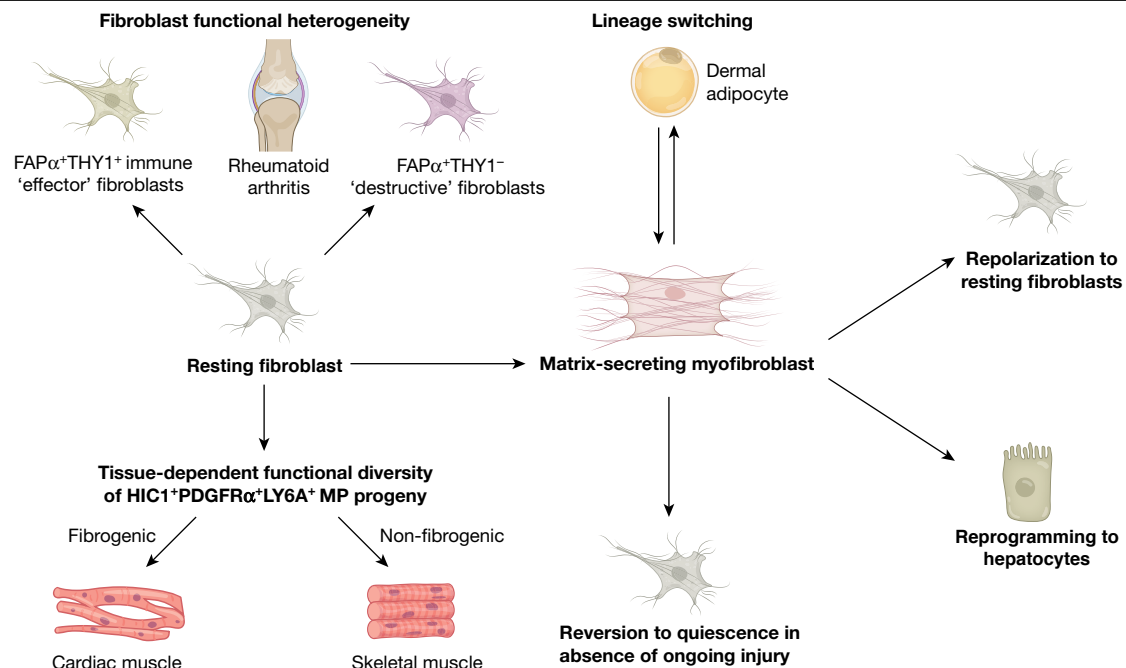 Fibroblast functional heterogeneity
FAPα⁺THY1⁺ immune
‘effector’ fibroblasts
Rheumatoid
arthritis
FAPα⁺THY1⁻
‘destructive’ fibroblasts
Resting fibroblast
Tissue-dependent functional diversity
of HIC1⁺PDGFRα⁺LY6A⁺ MP progeny
Fibrogenic
Non-fibrogenic
Cardiac muscle
Skeletal muscle
Lineage switching
Dermal
adipocyte
Matrix-secreting myofibroblast
Reversion to quiescence in
absence of ongoing injury
Repolarization to
resting fibroblasts
Reprogramming to
hepatocytes